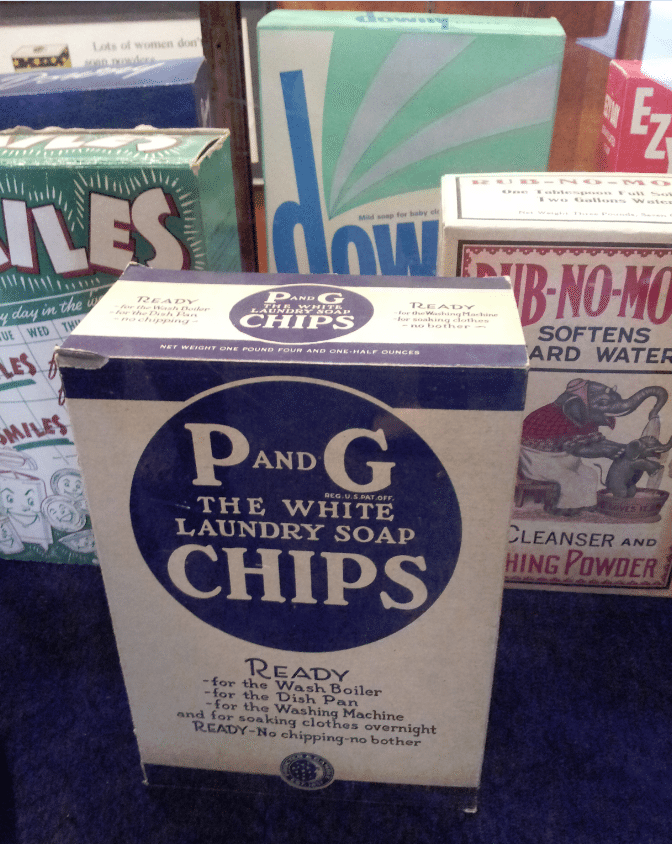 Lots of women don't
soap powders
downy
Mild soap for baby
dow
EZ
ILES
y day in the w
UE WED THU
LES
SMILES
RUB-NO-MO
One Tablespoon Full
Two Gallons Water
RUB-NO-MO
SOFTENS
ARD WATER
CLEANSER AND
HING POWDER
READY
-for the Wash Boiler
-for the Dish Pan
-no chipping-
P AND G
THE WHITE
LAUNDRY SOAP
CHIPS
READY
-for the Washing Machine
-for soaking clothes
-no bother-
NET WEIGHT ONE POUND FOUR AND ONE-HALF OUNCES
P AND G
REG. U.S. PAT. OFF.
THE WHITE
LAUNDRY SOAP
CHIPS
READY
-for the Wash Boiler
-for the Dish Pan
-for the Washing Machine
and for soaking clothes overnight
READY-No chipping-no bother